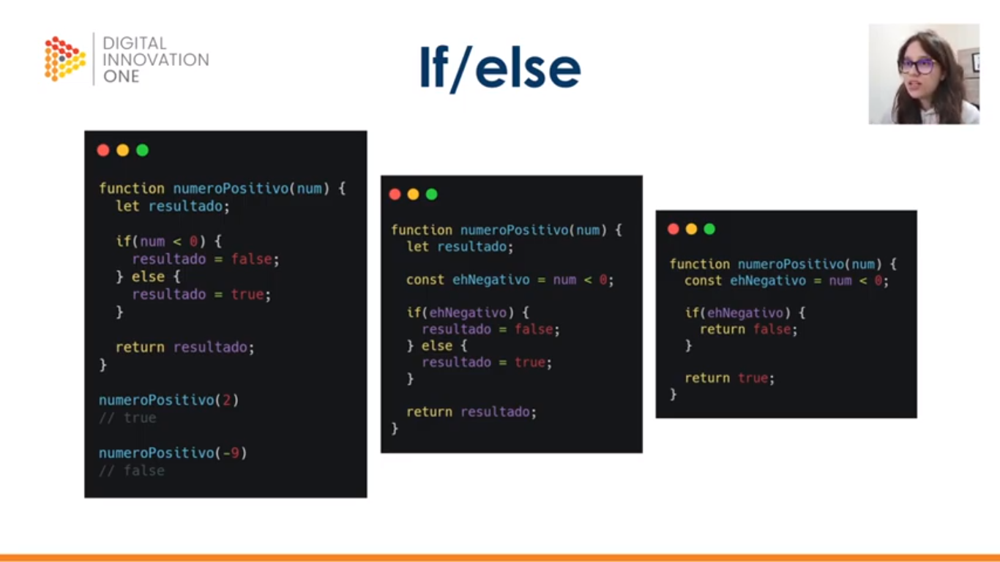 DIGITAL
INNOVATION
ONE
If/else
function numeroPositivo(num) {
  let resultado;
  if(num < 0) {
    resultado = false;
  } else {
    resultado = true;
  }
  return resultado;
}
numeroPositivo(2)
// true
numeroPositivo(-9)
// false
function numeroPositivo(num) {
  let resultado;
  const ehNegativo = num < 0;
  if(ehNegativo) {
    resultado = false;
  } else {
    resultado = true;
  }
  return resultado;
}
function numeroPositivo(num) {
  const ehNegativo = num < 0;
  if(ehNegativo) {
    return false;
  }
  return true;
}